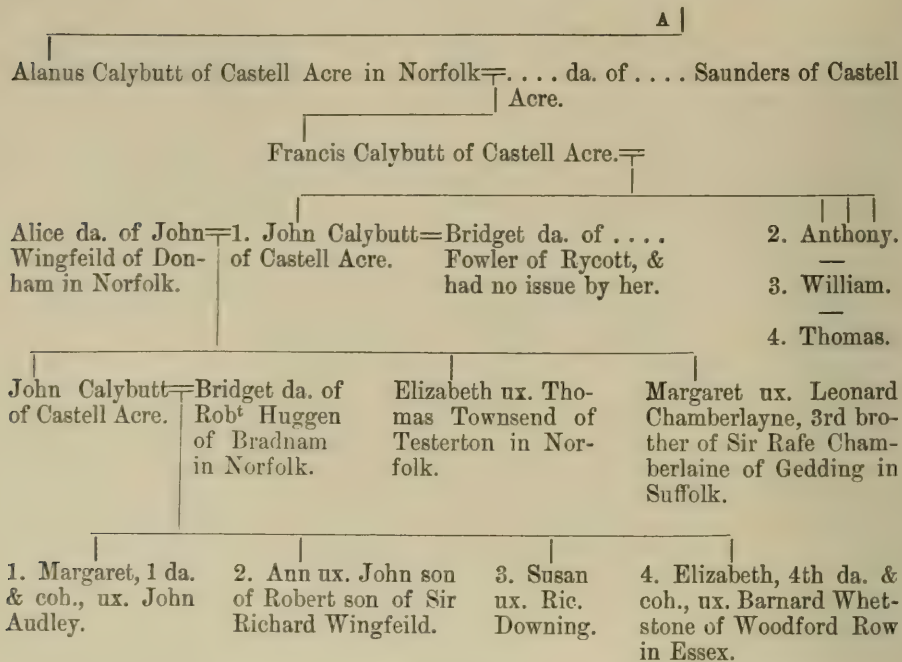 A
Alanus Calybutt of Castell Acre in Norfolk=. . . . da. of . . . . Saunders of Castell
Acre.
Francis Calybutt of Castell Acre.=
Alice da. of John=1. John Calybutt=Bridget da. of . . . .
Wingfeild of Don- of Castell Acre. Fowler of Rycott, &
ham in Norfolk. had no issue by her.
2. Anthony.
3. William.
4. Thomas.
John Calybutt=Bridget da. of
of Castell Acre. Robt Huggen
of Bradnam
in Norfolk.
Elizabeth ux. Tho-
mas Townsend of
Testerton in Nor-
folk.
Margaret ux. Leonard
Chamberlayne, 3rd bro-
ther of Sir Rafe Cham-
berlaine of Gedding in
Suffolk.
1. Margaret, 1 da.
& coh., ux. John
Audley.
2. Ann ux. John son
of Robert son of Sir
Richard Wingfeild.
3. Susan
ux. Ric.
Downing.
4. Elizabeth, 4th da. &
coh., ux. Barnard Whet-
stone of Woodford Row
in Essex.